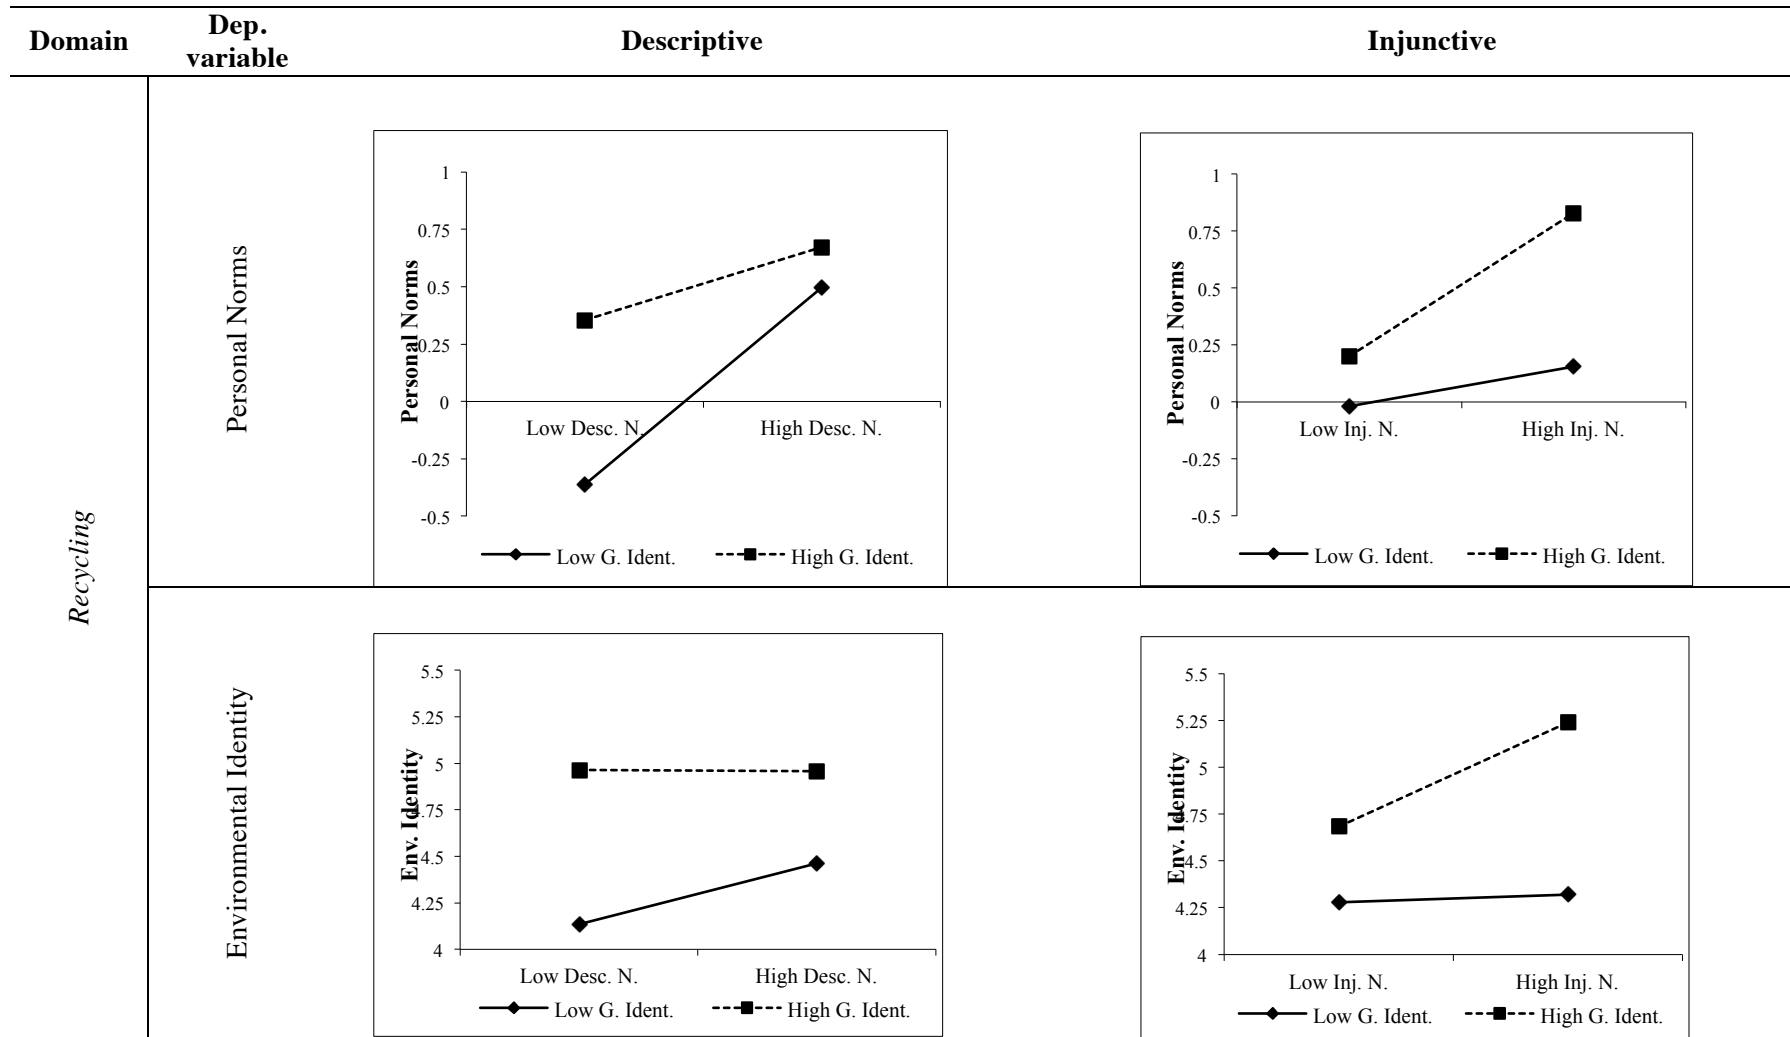 Domain
Dep.
variable
Descriptive
Injunctive
Recycling
Personal Norms
Personal Norms
1
0.75
0.5
0.25
0
-0.25
-0.5
Low Desc. N.
High Desc. N.
Low G. Ident.
High G. Ident.
Personal Norms
1
0.75
0.5
0.25
0
-0.25
-0.5
Low Inj. N.
High Inj. N.
Low G. Ident.
High G. Ident.
Environmental Identity
Env. Identity
5.5
5.25
5
4.75
4.5
4.25
4
Low Desc. N.
High Desc. N.
Low G. Ident.
High G. Ident.
Env. Identity
5.5
5.25
5
4.75
4.5
4.25
4
Low Inj. N.
High Inj. N.
Low G. Ident.
High G. Ident.